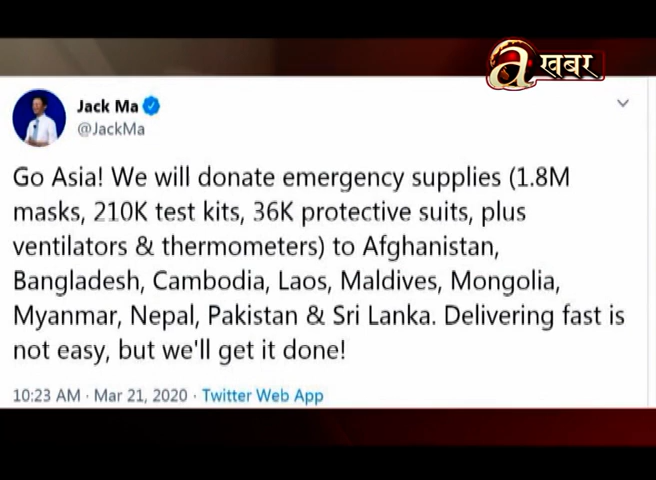 aखबर
Jack Ma
@JackMa
Go Asia! We will donate emergency supplies (1.8M
masks, 210K test kits, 36K protective suits, plus
ventilators & thermometers) to Afghanistan,
Bangladesh, Cambodia, Laos, Maldives, Mongolia,
Myanmar, Nepal, Pakistan & Sri Lanka. Delivering fast is
not easy, but we'll get it done!
10:23 AM · Mar 21, 2020 · Twitter Web App